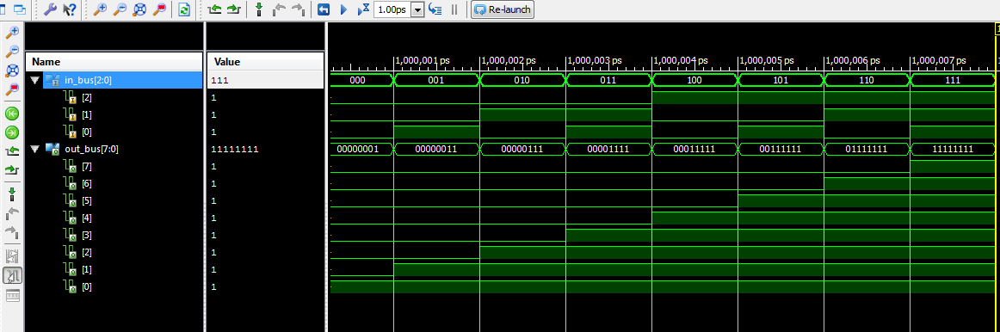 1.00ps Re-launch
Name Value
1,000,001 ps 1,000,002 ps 1,000,003 ps 1,000,004 ps 1,000,005 ps 1,000,006 ps 1,000,007 ps
in_bus[2:0] 111 000 001 010 011 100 101 110 111
[2] 1
[1] 1
[0] 1
out_bus[7:0] 11111111 00000001 00000011 00000111 00001111 00011111 00111111 01111111 11111111
[7] 1
[6] 1
[5] 1
[4] 1
[3] 1
[2] 1
[1] 1
[0] 1